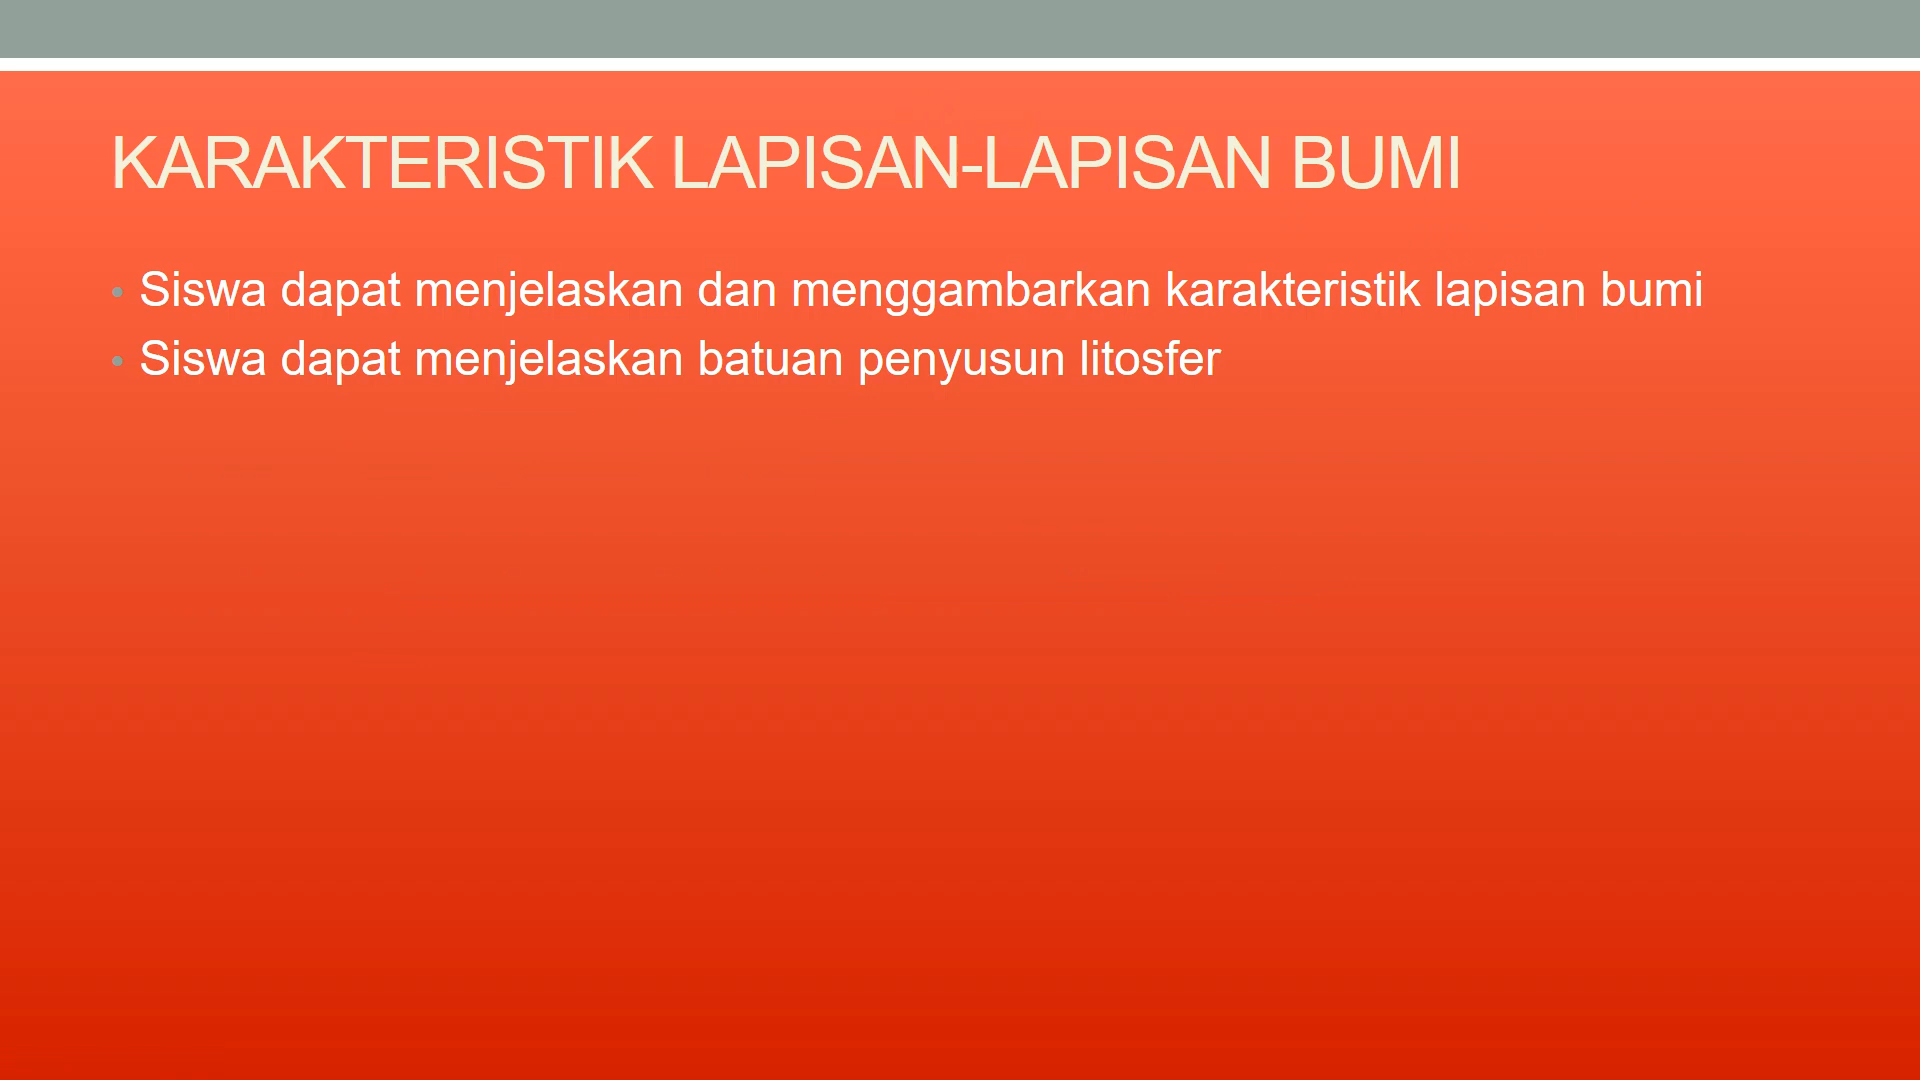 KARAKTERISTIK LAPISAN-LAPISAN BUMI
• Siswa dapat menjelaskan dan menggambarkan karakteristik lapisan bumi
• Siswa dapat menjelaskan batuan penyusun litosfer